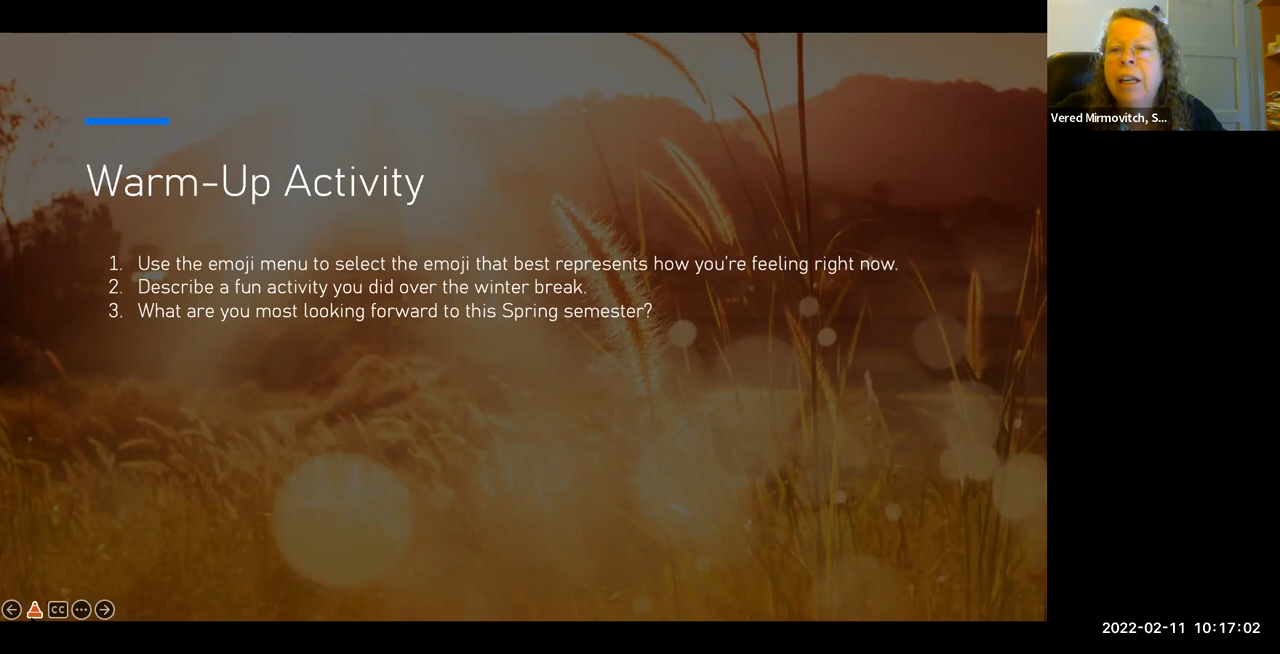 Warm-Up Activity
1. Use the emoji menu to select the emoji that best represents how you're feeling right now.
2. Describe a fun activity you did over the winter break.
3. What are you most looking forward to this Spring semester?
Vered Mirmovitch, S...
CC
2022-02-11 10:17:02